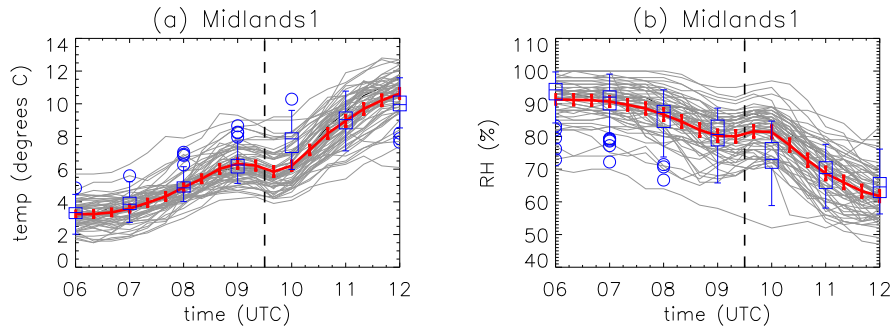 (a) Midlands1
(b) Midlands1
temp (degrees C)
14
12
10
8
6
4
2
0
06 07 08 09 10 11 12
time (UTC)
RH (%)
110
100
90
80
70
60
50
40
06 07 08 09 10 11 12
time (UTC)